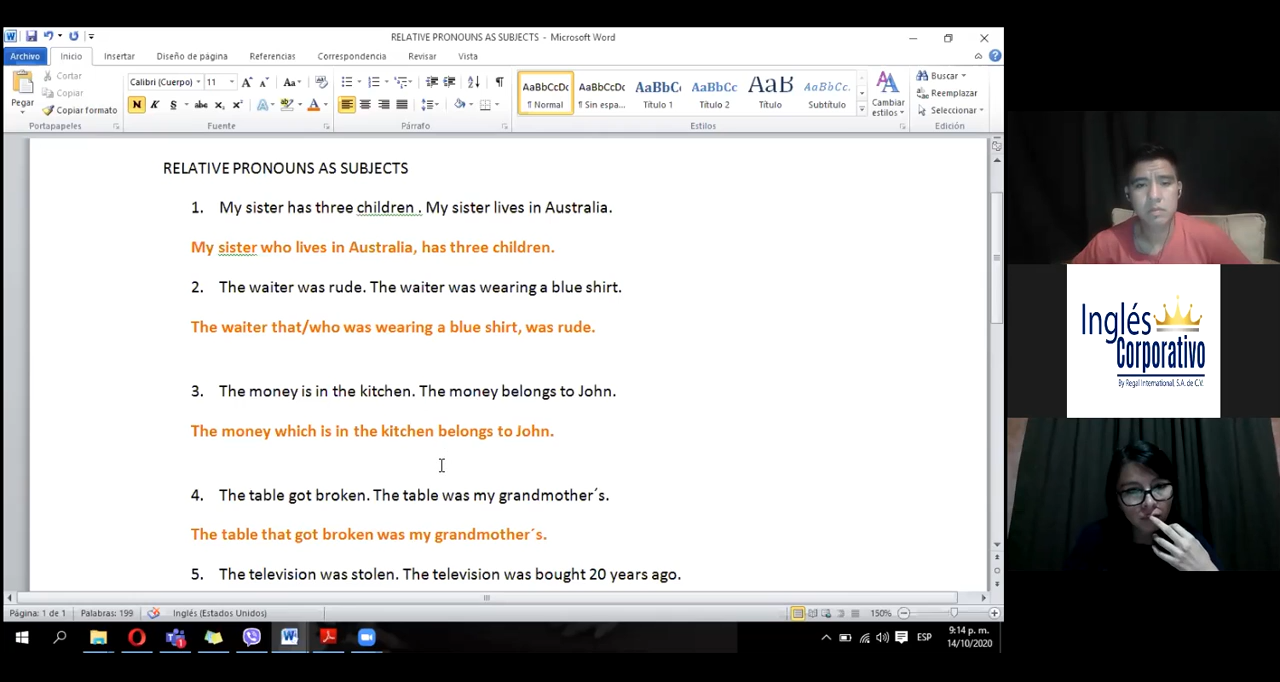 RELATIVE PRONOUNS AS SUBJECTS - Microsoft Word
Archivo Inicio Insertar Diseño de página Referencias Correspondencia Revisar Vista
Pegar
Cortar
Copiar
Copiar formato
Portapapeles
Calibri (Cuerpo) 11
N K S abc x₂ x²
Fuente
Párrafo
AaBbCcDc AaBbCcDc AaBbC AaBbCc AaB AaBbCc.
¶ Normal ¶ Sin espa... Título 1 Título 2 Título Subtítulo
Cambiar estilos
Estilos
Buscar
Reemplazar
Seleccionar
Edición
RELATIVE PRONOUNS AS SUBJECTS
1. My sister has three children . My sister lives in Australia.
My sister who lives in Australia, has three children.
2. The waiter was rude. The waiter was wearing a blue shirt.
The waiter that/who was wearing a blue shirt, was rude.
3. The money is in the kitchen. The money belongs to John.
The money which is in the kitchen belongs to John.
4. The table got broken. The table was my grandmother´s.
The table that got broken was my grandmother´s.
5. The television was stolen. The television was bought 20 years ago.
Página: 1 de 1 Palabras: 199 Inglés (Estados Unidos) 150%
ESP
9:14 p. m.
14/10/2020
Inglés
Corporativo
By Regal International, S.A. de C.V.